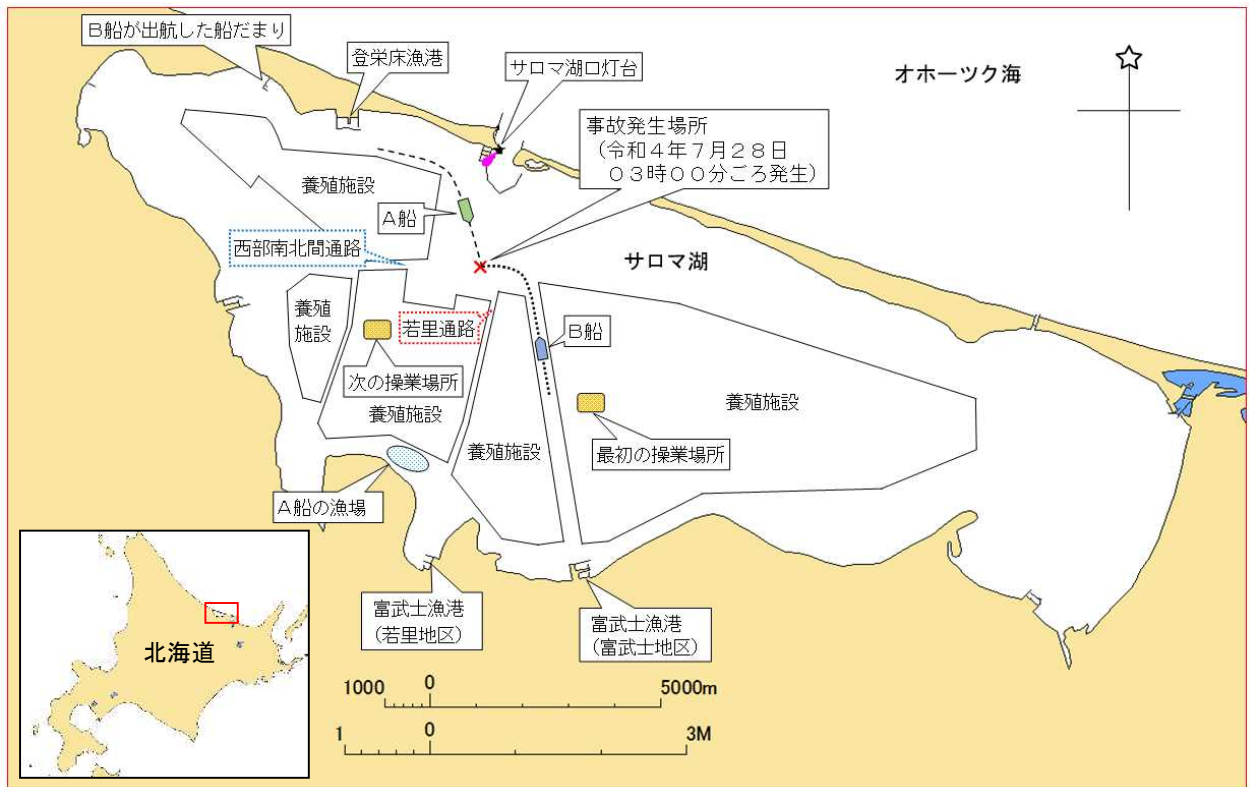 B船が出航した船だまり
登栄床漁港
サロマ湖口灯台
オホーツク海
事故発生場所
(令和4年7月28日
03時00分ごろ発生)
養殖施設
A船
西部南北間通路
サロマ湖
養殖
施設
若里通路
B船
次の操業場所
養殖施設
養殖施設
最初の操業場所
養殖施設
A船の漁場
富武士漁港
(若里地区)
富武士漁港
(富武士地区)
北海道
1000 0 5000m
1 0 3M